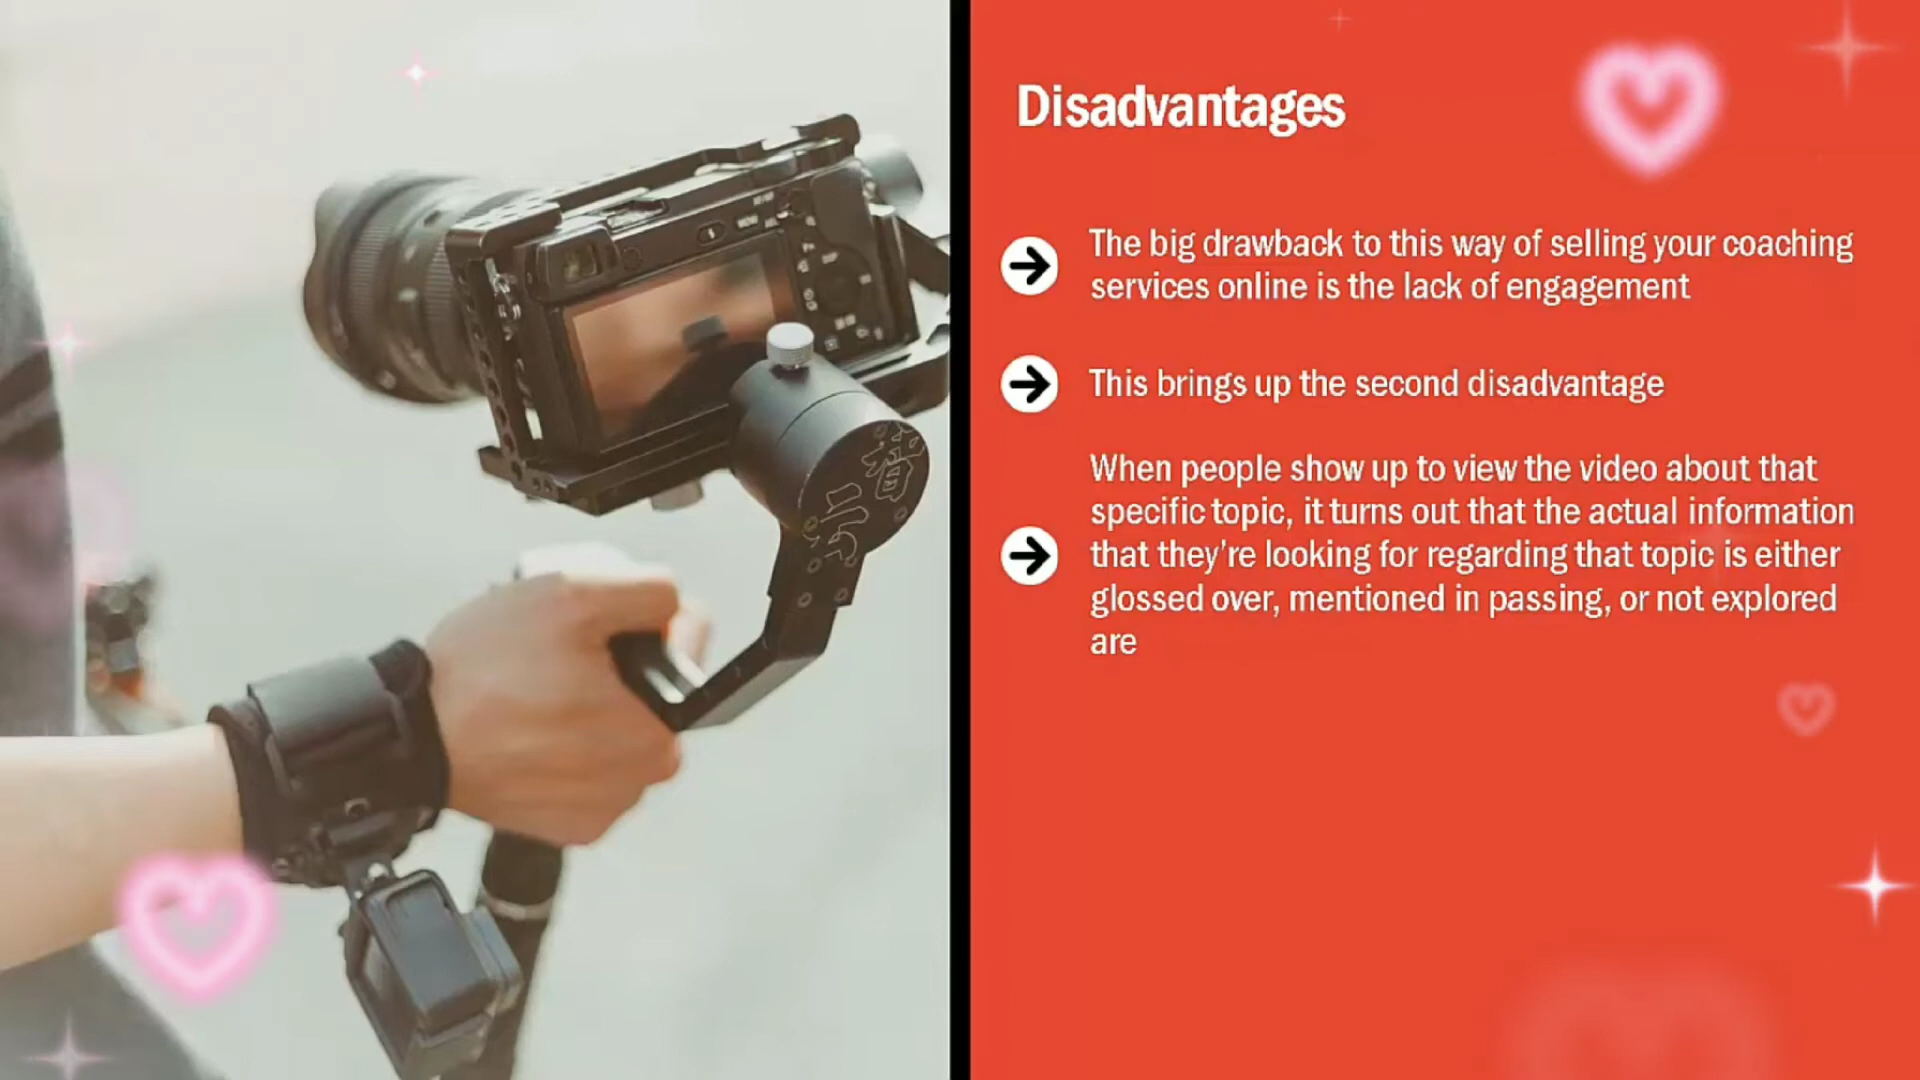 Disadvantages
The big drawback to this way of selling your coaching
services online is the lack of engagement
This brings up the second disadvantage
When people show up to view the video about that
specific topic, it turns out that the actual information
that they're looking for regarding that topic is either
glossed over, mentioned in passing, or not explored
are